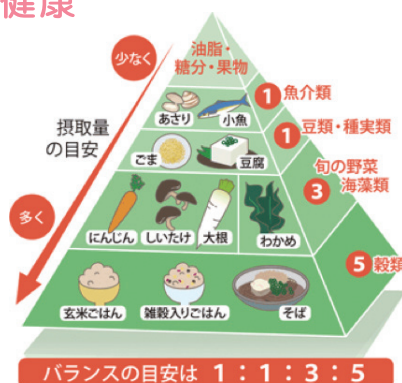 健康
少なく
油脂・
糖分・果物
あさり
小魚
1 魚介類
摂取量
の目安
ごま
豆腐
1 豆類・種実類
旬の野菜
海藻類
3
多く
にんじん
しいたけ
大根
わかめ
5 穀類
玄米ごはん
雑穀入りごはん
そば
バランスの目安は 1：1：3：5